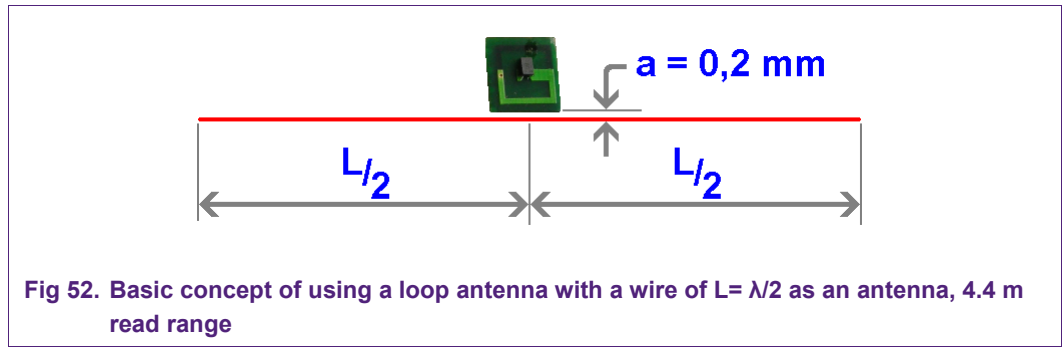 a = 0,2 mm
L/2
L/2
Fig 52. Basic concept of using a loop antenna with a wire of L= λ/2 as an antenna, 4.4 m
read range